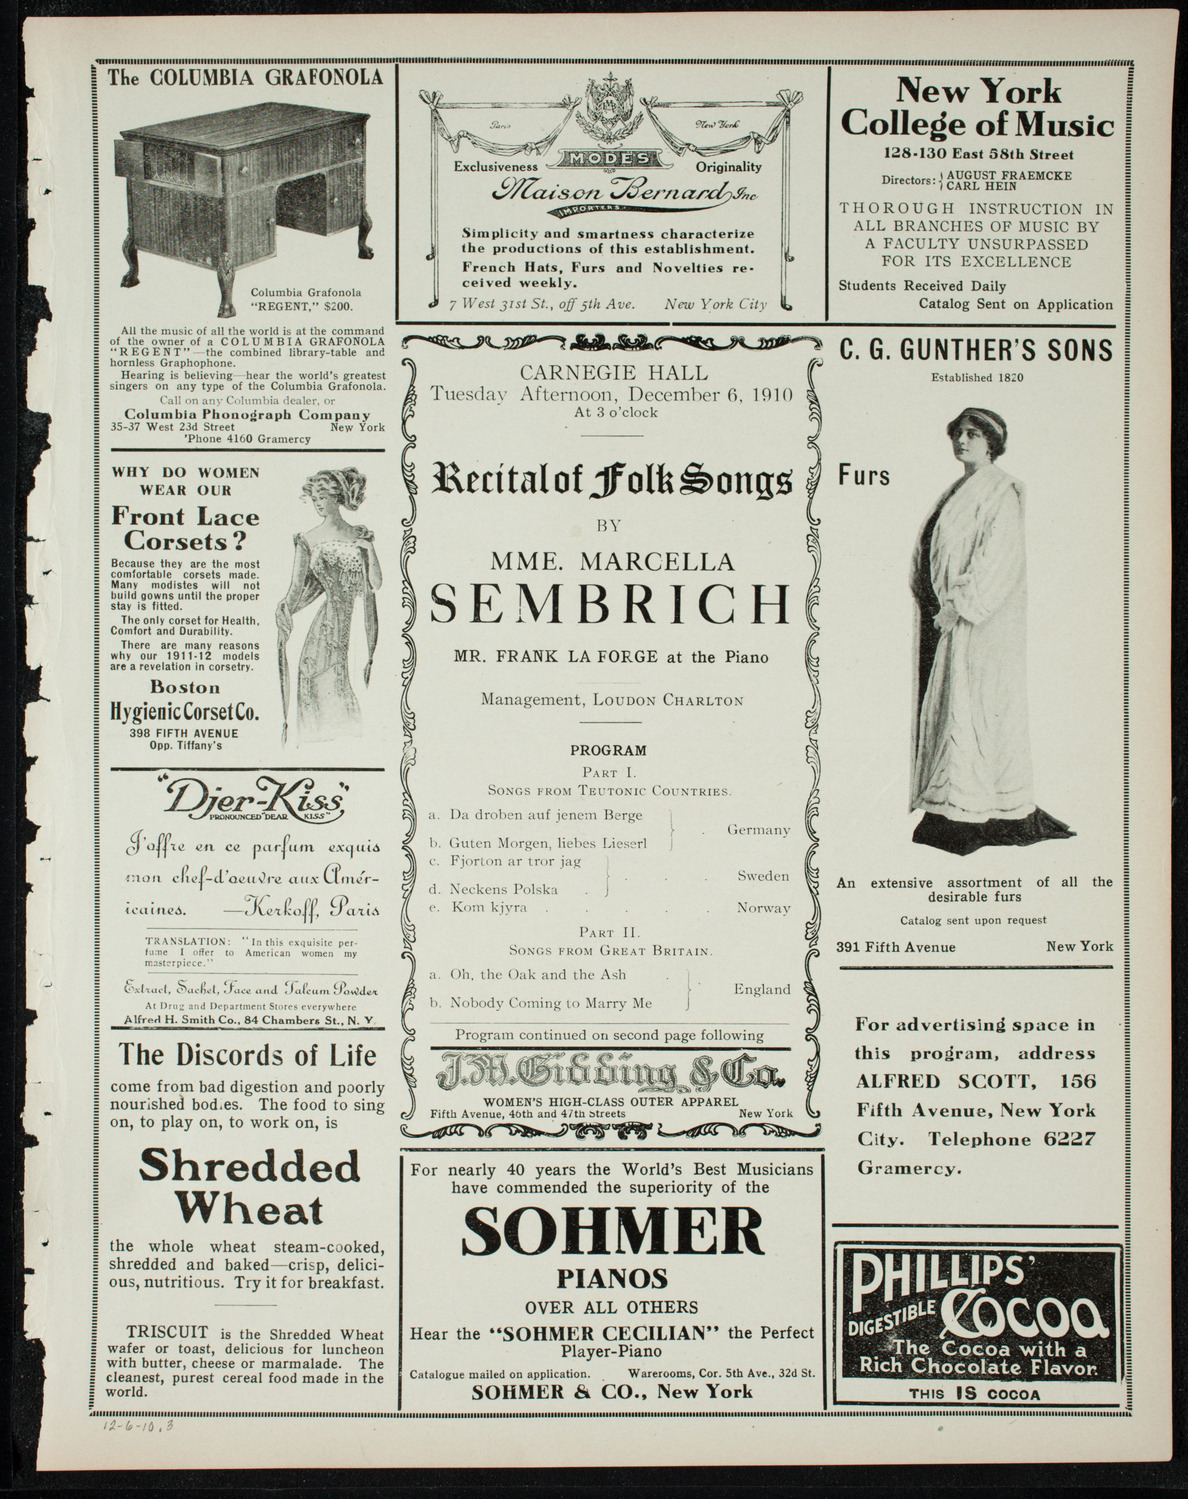 The COLUMBIA GRAFONOLA
Columbia Grafonola
"REGENT," $200.
All the music of all the world is at the command
of the owner of a COLUMBIA GRAFONOLA
"REGENT"—the combined library-table and
hornless Graphophone.
Hearing is believing—hear the world's greatest
singers on any type of the Columbia Grafonola.
Call on any Columbia dealer, or
Columbia Phonograph Company
35-37 West 23d Street New York
'Phone 4160 Gramercy
WHY DO WOMEN
WEAR OUR
Front Lace
Corsets?
Because they are the most
comfortable corsets made.
Many modistes will not
build gowns until the proper
stay is fitted.
The only corset for Health,
Comfort and Durability.
There are many reasons
why our 1911-12 models
are a revelation in corsetry.
Boston
Hygienic Corset Co.
398 FIFTH AVENUE
Opp. Tiffany's
"Djer-Kiss"
PRONOUNCED "DEAR KISS"
J'offre en ce parfum exquis
mon chef-d'oeuvre aux Amér-
icaines. —Kerkoff, Paris
TRANSLATION: "In this exquisite per-
fume I offer to American women my
masterpiece."
Extract, Sachet, Face and Talcum Powder
At Drug and Department Stores everywhere
Alfred H. Smith Co., 84 Chambers St., N. Y.
The Discords of Life
come from bad digestion and poorly
nourished bodies. The food to sing
on, to play on, to work on, is
Shredded
Wheat
the whole wheat steam-cooked,
shredded and baked—crisp, delici-
ous, nutritious. Try it for breakfast.
TRISCUIT is the Shredded Wheat
wafer or toast, delicious for luncheon
with butter, cheese or marmalade. The
cleanest, purest cereal food made in the
world.
Paris New York
MODES
Exclusiveness Originality
Maison Bernard Inc
IMPORTERS
Simplicity and smartness characterize
the productions of this establishment.
French Hats, Furs and Novelties re-
ceived weekly.
7 West 31st St., off 5th Ave. New York City
CARNEGIE HALL
Tuesday Afternoon, December 6, 1910
At 3 o'clock
Recital of Folk Songs
BY
MME. MARCELLA
SEMBRICH
MR. FRANK LA FORGE at the Piano
Management, LOUDON CHARLTON
PROGRAM
PART I.
SONGS FROM TEUTONIC COUNTRIES.
a. Da droben auf jenem Berge
Germany
b. Guten Morgen, liebes Lieserl
c. Fjorton ar tror jag
Sweden
d. Neckens Polska .
e. Kom kjyra . . . . . Norway
PART II.
SONGS FROM GREAT BRITAIN.
a. Oh, the Oak and the Ash .
England
b. Nobody Coming to Marry Me
Program continued on second page following
J.M. Gidding & Co.
WOMEN'S HIGH-CLASS OUTER APPAREL
Fifth Avenue, 46th and 47th Streets New York
For nearly 40 years the World's Best Musicians
have commended the superiority of the
SOHMER
PIANOS
OVER ALL OTHERS
Hear the "SOHMER CECILIAN" the Perfect
Player-Piano
Catalogue mailed on application. Warerooms, Cor. 5th Ave., 32d St.
SOHMER & CO., New York
New York
College of Music
128-130 East 58th Street
Directors: } AUGUST FRAEMCKE
} CARL HEIN
THOROUGH INSTRUCTION IN
ALL BRANCHES OF MUSIC BY
A FACULTY UNSURPASSED
FOR ITS EXCELLENCE
Students Received Daily
Catalog Sent on Application
C. G. GUNTHER'S SONS
Established 1820
Furs
An extensive assortment of all the
desirable furs
Catalog sent upon request
391 Fifth Avenue New York
For advertising space in
this program, address
ALFRED SCOTT, 156
Fifth Avenue, New York
City. Telephone 6227
Gramercy.
PHILLIPS'
DIGESTIBLE COCOA
The Cocoa with a
Rich Chocolate Flavor.
THIS IS COCOA
12-6-10.3